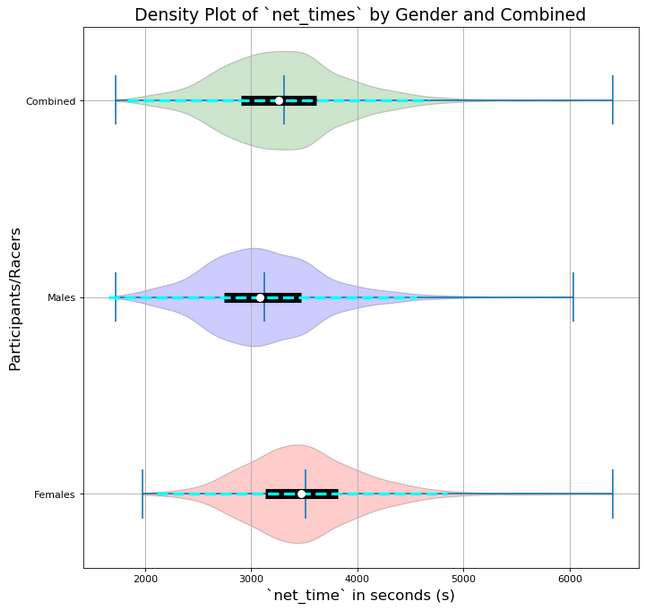 Density Plot of `net_times` by Gender and Combined
Combined
Males
Females
Participants/Racers
2000 3000 4000 5000 6000
`net_time` in seconds (s)